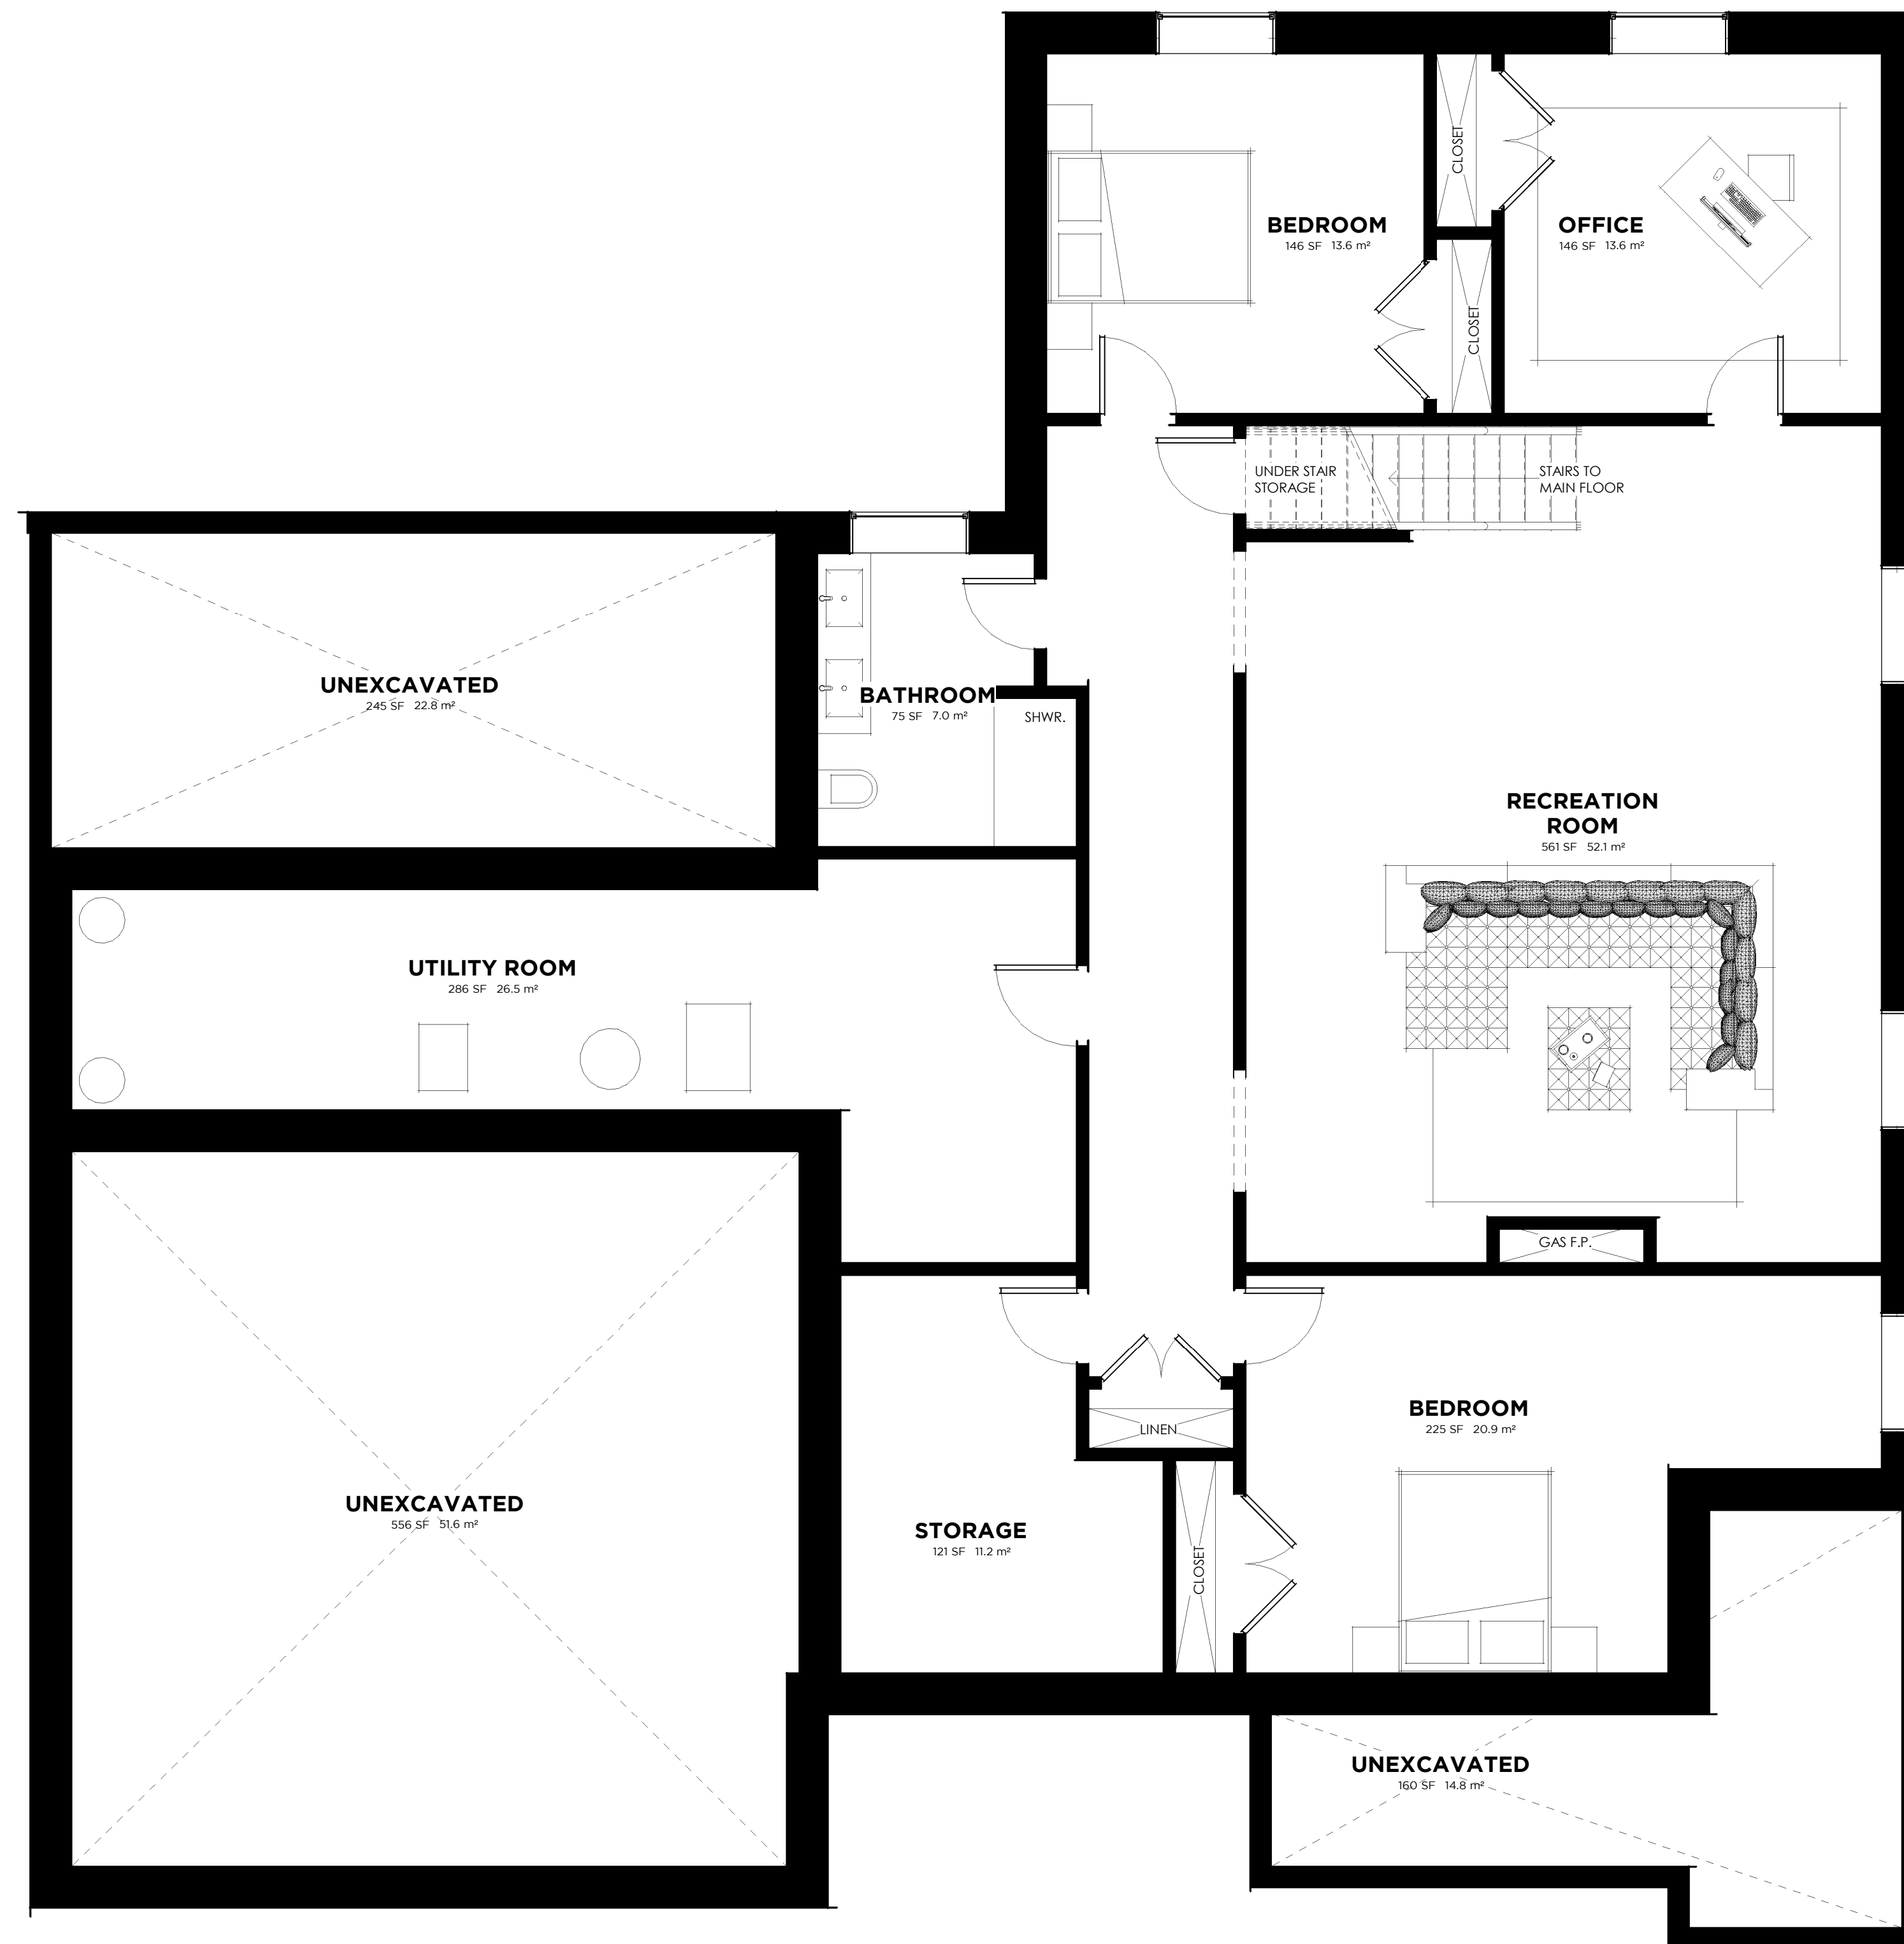 CLOSET
BEDROOM
146 SF 13.6 m²
OFFICE
146 SF 13.6 m²
CLOSET
UNDER STAIR
STORAGE
STAIRS TO
MAIN FLOOR
UNEXCAVATED
245 SF 22.8 m²
BATHROOM
75 SF 7.0 m²
SHWR.
RECREATION
ROOM
561 SF 52.1 m²
UTILITY ROOM
286 SF 26.5 m²
GAS F.P.
BEDROOM
225 SF 20.9 m²
LINEN
UNEXCAVATED
556 SF 51.6 m²
STORAGE
121 SF 11.2 m²
CLOSET
UNEXCAVATED
160 SF 14.8 m²